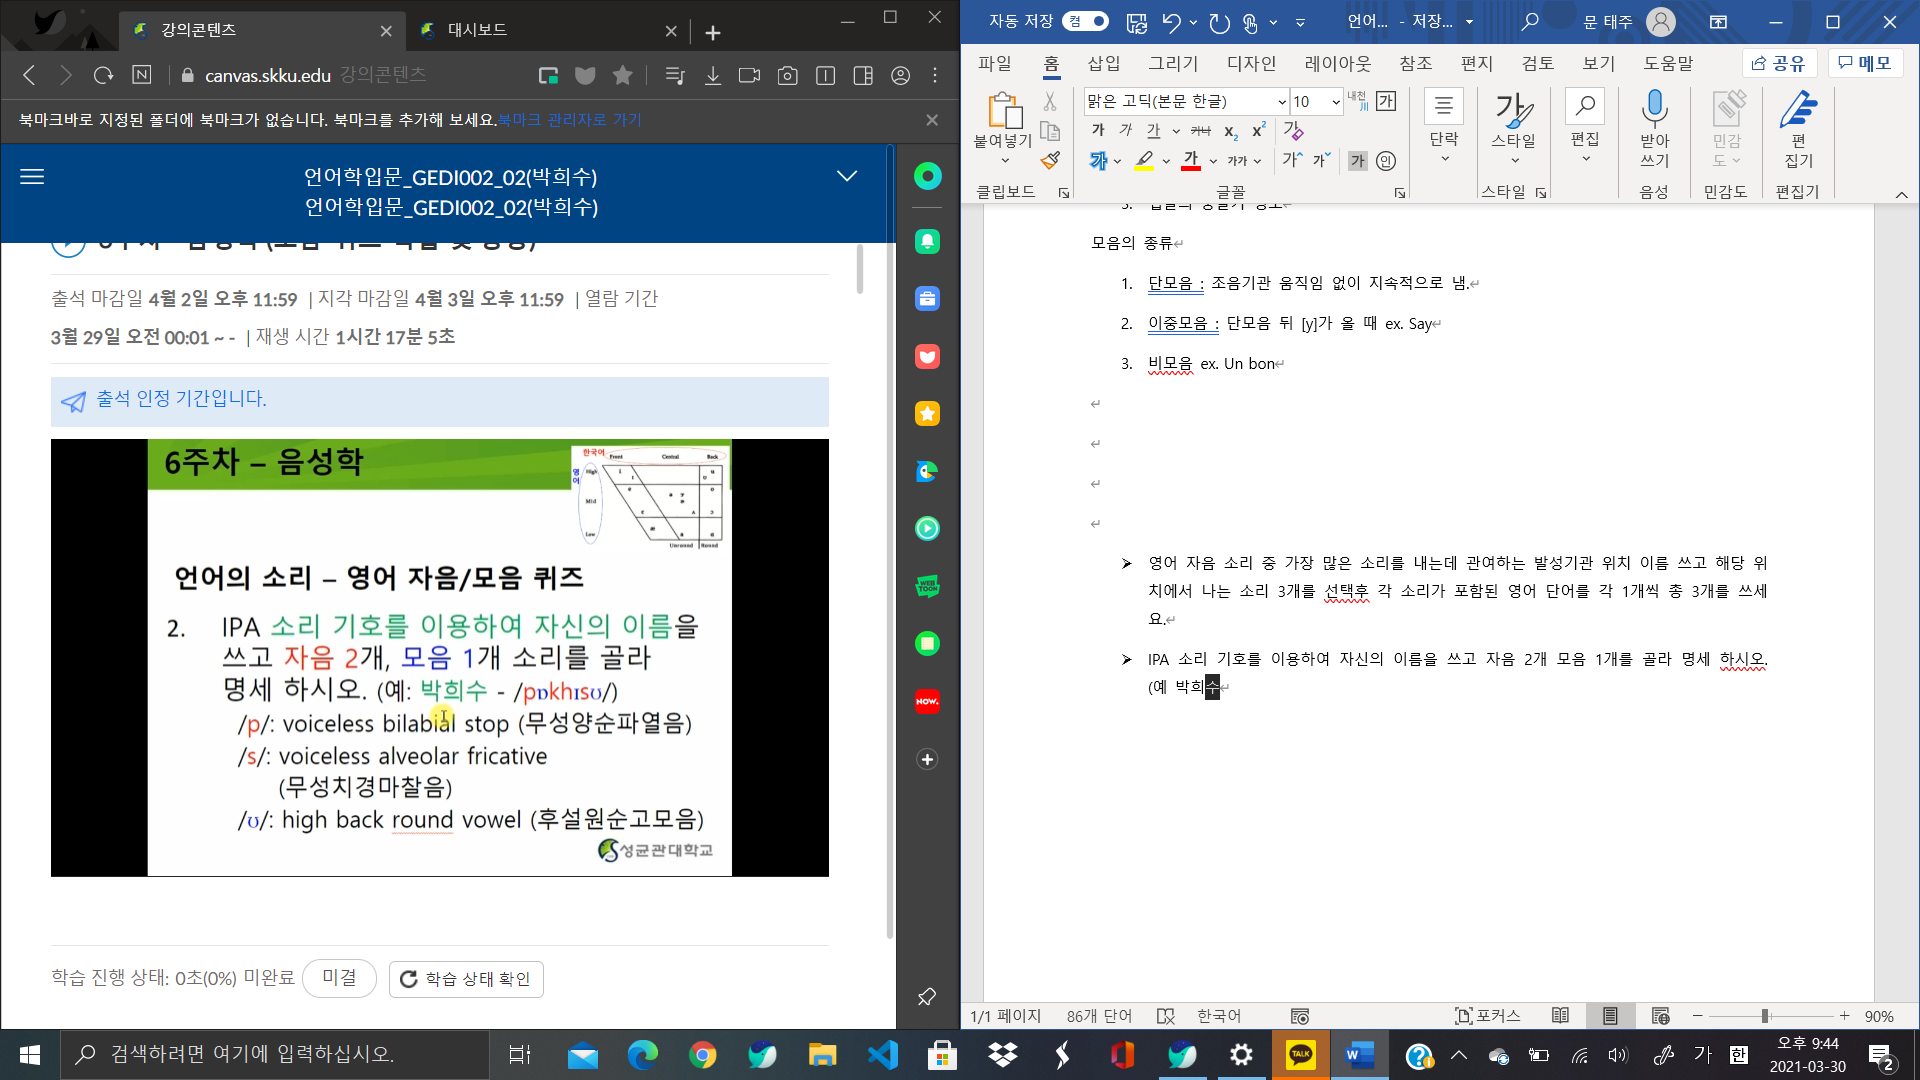 강의콘텐츠
대시보드
canvas.skku.edu 강의콘텐츠
북마크바로 지정된 폴더에 북마크가 없습니다. 북마크를 추가해 보세요.북마크 관리자로 가기
언어학입문_GEDI002_02(박희수)
언어학입문_GEDI002_02(박희수)
출석 마감일 4월 2일 오후 11:59 | 지각 마감일 4월 3일 오후 11:59 | 열람 기간
3월 29일 오전 00:01 ~ - | 재생 시간 1시간 17분 5초
출석 인정 기간입니다.
6주차 – 음성학
한국어
영어
Front Central Back
High
Mid
Low
Unround Round
언어의 소리 – 영어 자음/모음 퀴즈
2. IPA 소리 기호를 이용하여 자신의 이름을
쓰고 자음 2개, 모음 1개 소리를 골라
명세 하시오. (예: 박희수 - /pɒkhɪsʊ/)
/p/: voiceless bilabial stop (무성양순파열음)
/s/: voiceless alveolar fricative
(무성치경마찰음)
/ʊ/: high back round vowel (후설원순고모음)
성균관대학교
학습 진행 상태: 0초(0%) 미완료 미결 학습 상태 확인
WEB TOON
NOW.
자동 저장 켬 언어... - 저장... 문 태주
파일 홈 삽입 그리기 디자인 레이아웃 참조 편지 검토 보기 도움말 공유 메모
맑은 고딕(본문 한글) 10
붙여넣기 단락 스타일 편집 받아쓰기 민감도 편집기
클립보드 글꼴 스타일 음성 민감도 편집기
모음의 종류
1. 단모음 : 조음기관 움직임 없이 지속적으로 냄.
2. 이중모음 : 단모음 뒤 [y]가 올 때 ex. Say
3. 비모음 ex. Un bon
➢ 영어 자음 소리 중 가장 많은 소리를 내는데 관여하는 발성기관 위치 이름 쓰고 해당 위
치에서 나는 소리 3개를 선택후 각 소리가 포함된 영어 단어를 각 1개씩 총 3개를 쓰세
요.
➢ IPA 소리 기호를 이용하여 자신의 이름을 쓰고 자음 2개 모음 1개를 골라 명세 하시오.
(예 박희수
1/1 페이지 86개 단어 한국어 포커스 90%
검색하려면 여기에 입력하십시오.
TALK
가 한 오후 9:44
2021-03-30
2